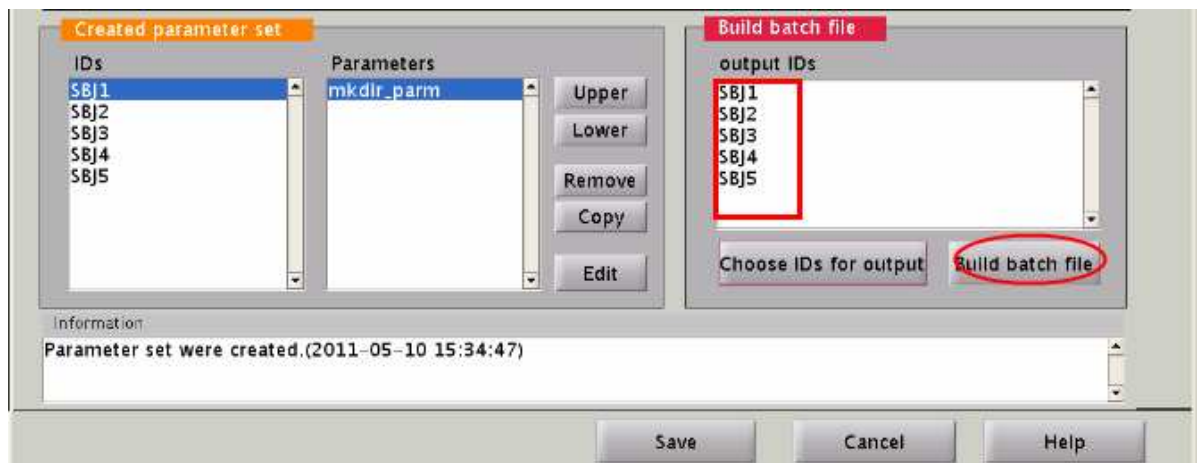 Created parameter set
IDs
SBJ1
SBJ2
SBJ3
SBJ4
SBJ5
Parameters
mkdir_parm
Upper
Lower
Remove
Copy
Edit
Build batch file
output IDs
SBJ1
SBJ2
SBJ3
SBJ4
SBJ5
Choose IDs for output
Build batch file
Information
Parameter set were created.(2011-05-10 15:34:47)
Save
Cancel
Help